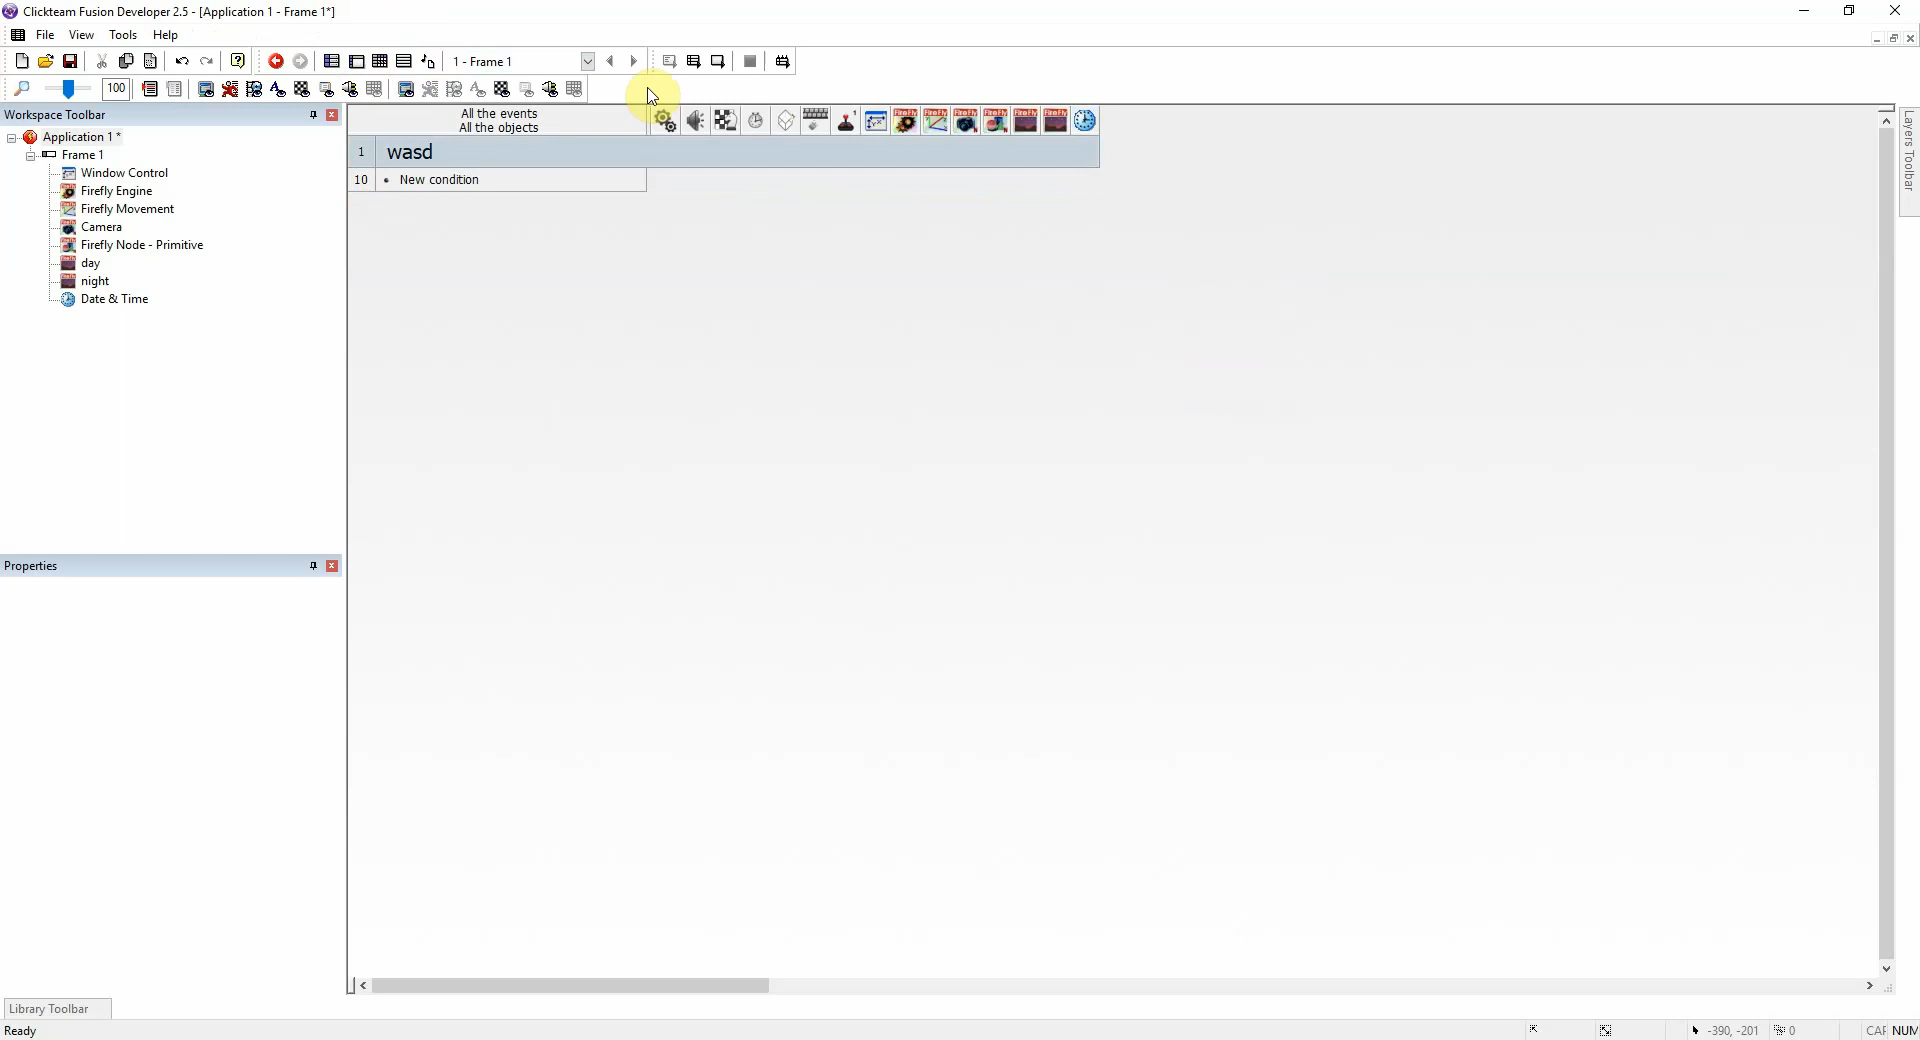 Clickteam Fusion Developer 2.5 - [Application 1 - Frame 1*]
File View Tools Help
1 - Frame 1
100
Workspace Toolbar
Application 1 *
Frame 1
Window Control
Firefly Engine
Firefly Movement
Camera
Firefly Node - Primitive
day
night
Date & Time
All the events
All the objects
1 wasd
10 • New condition
Layers Toolbar
Properties
Library Toolbar
Ready
-390, -201
0
CAP NUM